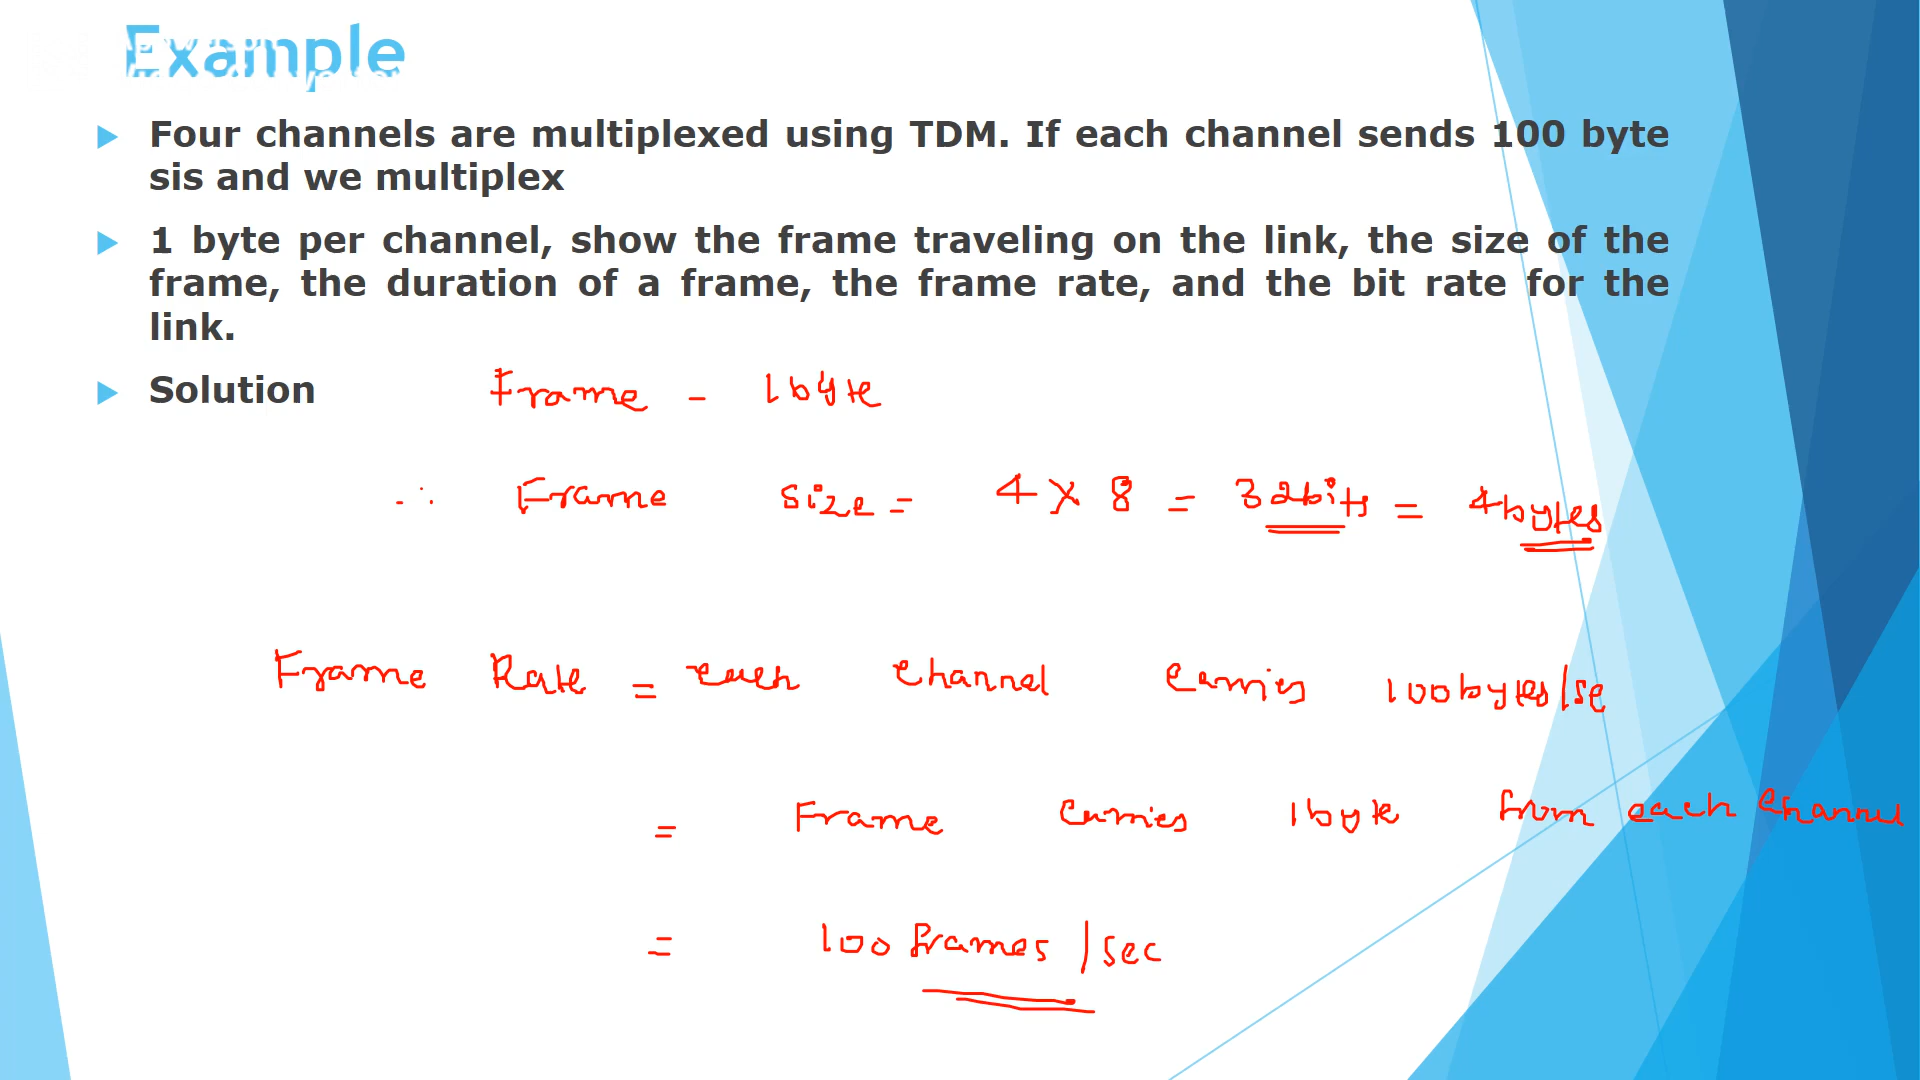 Example
Four channels are multiplexed using TDM. If each channel sends 100 byte
sis and we multiplex
1 byte per channel, show the frame traveling on the link, the size of the
frame, the duration of a frame, the frame rate, and the bit rate for the
link.
Solution
Frame - 1byte
∴ Frame size = 4 X 8 = 32bits = 4bytes
Frame Rate = each channel carries 100bytes/se
= Frame carries 1byte from each channel
= 100 frames/sec